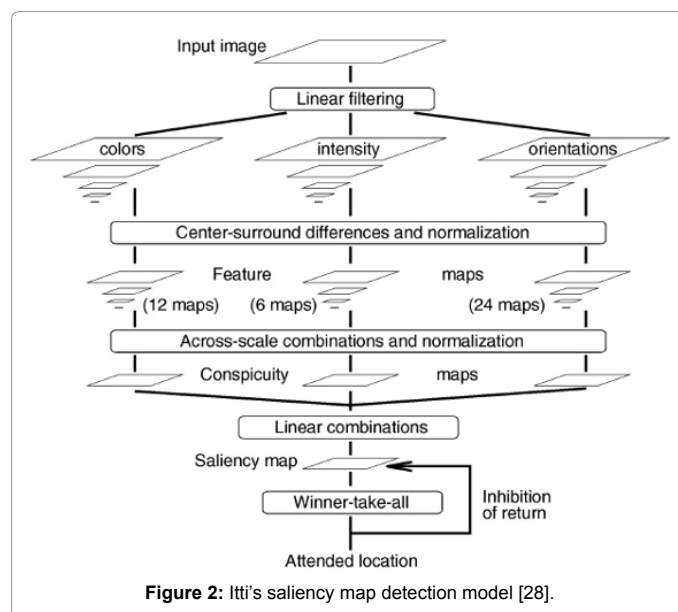 Input image
Linear filtering
colors intensity orientations
Center-surround differences and normalization
Feature maps
(12 maps) (6 maps) (24 maps)
Across-scale combinations and normalization
Conspicuity maps
Linear combinations
Saliency map
Winner-take-all
Inhibition
of return
Attended location
Figure 2: Itti's saliency map detection model [28].